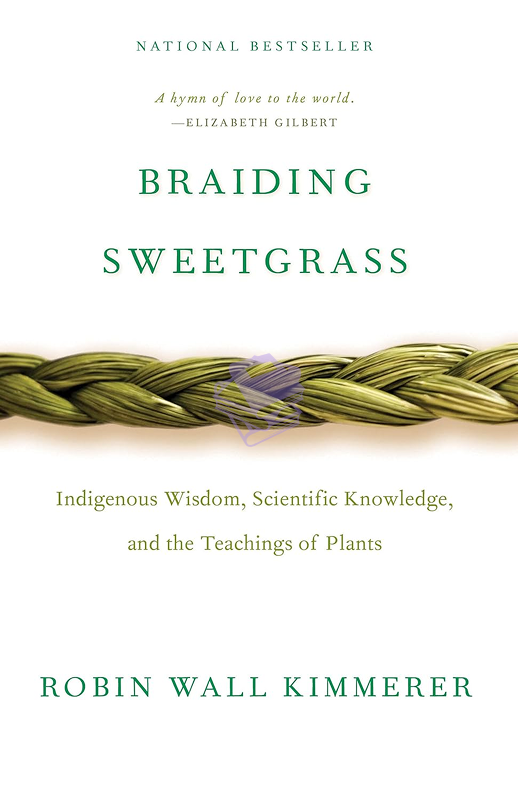 NATIONAL BESTSELLER
A hymn of love to the world.
—ELIZABETH GILBERT
BRAIDING
SWEETGRASS
Indigenous Wisdom, Scientific Knowledge,
and the Teachings of Plants
ROBIN WALL KIMMERER